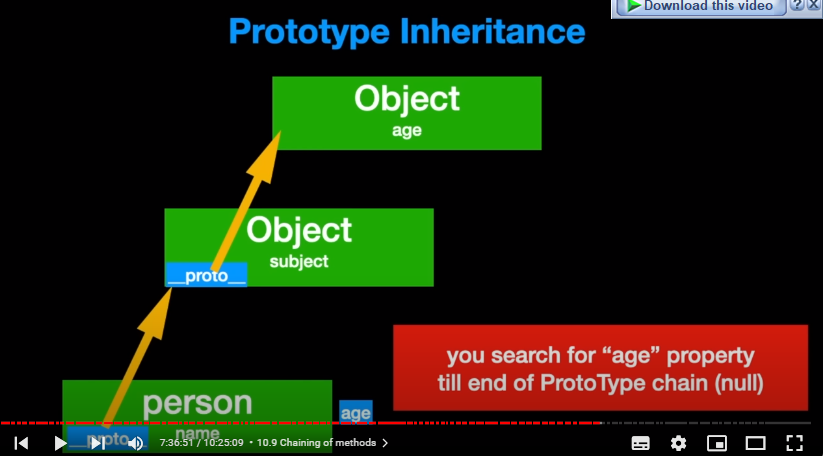 Download this video
Prototype Inheritance
Object
age
Object
subject
__proto__
you search for “age” property
till end of ProtoType chain (null)
person
age
name
__proto__
7:36:51 / 10:25:09 • 10.9 Chaining of methods